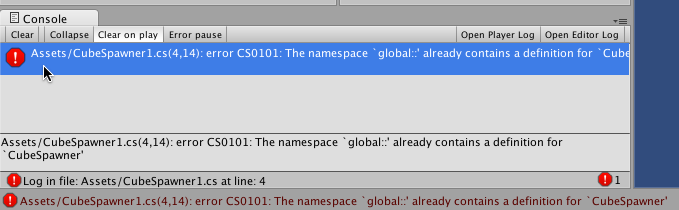 Console
Clear Collapse Clear on play Error pause Open Player Log Open Editor Log
Assets/CubeSpawner1.cs(4,14): error CS0101: The namespace `global::' already contains a definition for `Cube
Assets/CubeSpawner1.cs(4,14): error CS0101: The namespace `global::' already contains a definition for
`CubeSpawner'
Log in file: Assets/CubeSpawner1.cs at line: 4 1
Assets/CubeSpawner1.cs(4,14): error CS0101: The namespace `global::' already contains a definition for `CubeSpawner'